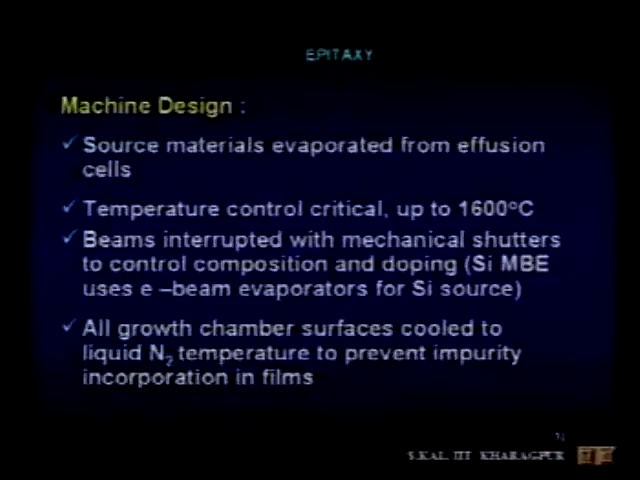 EPITAXY
Machine Design :
✓ Source materials evaporated from effusion
cells
✓ Temperature control critical, up to 1600°C
✓ Beams interrupted with mechanical shutters
to control composition and doping (Si MBE
uses e –beam evaporators for Si source)
✓ All growth chamber surfaces cooled to
liquid N₂ temperature to prevent impurity
incorporation in films
S.KAL, IIT KHARAGPUR